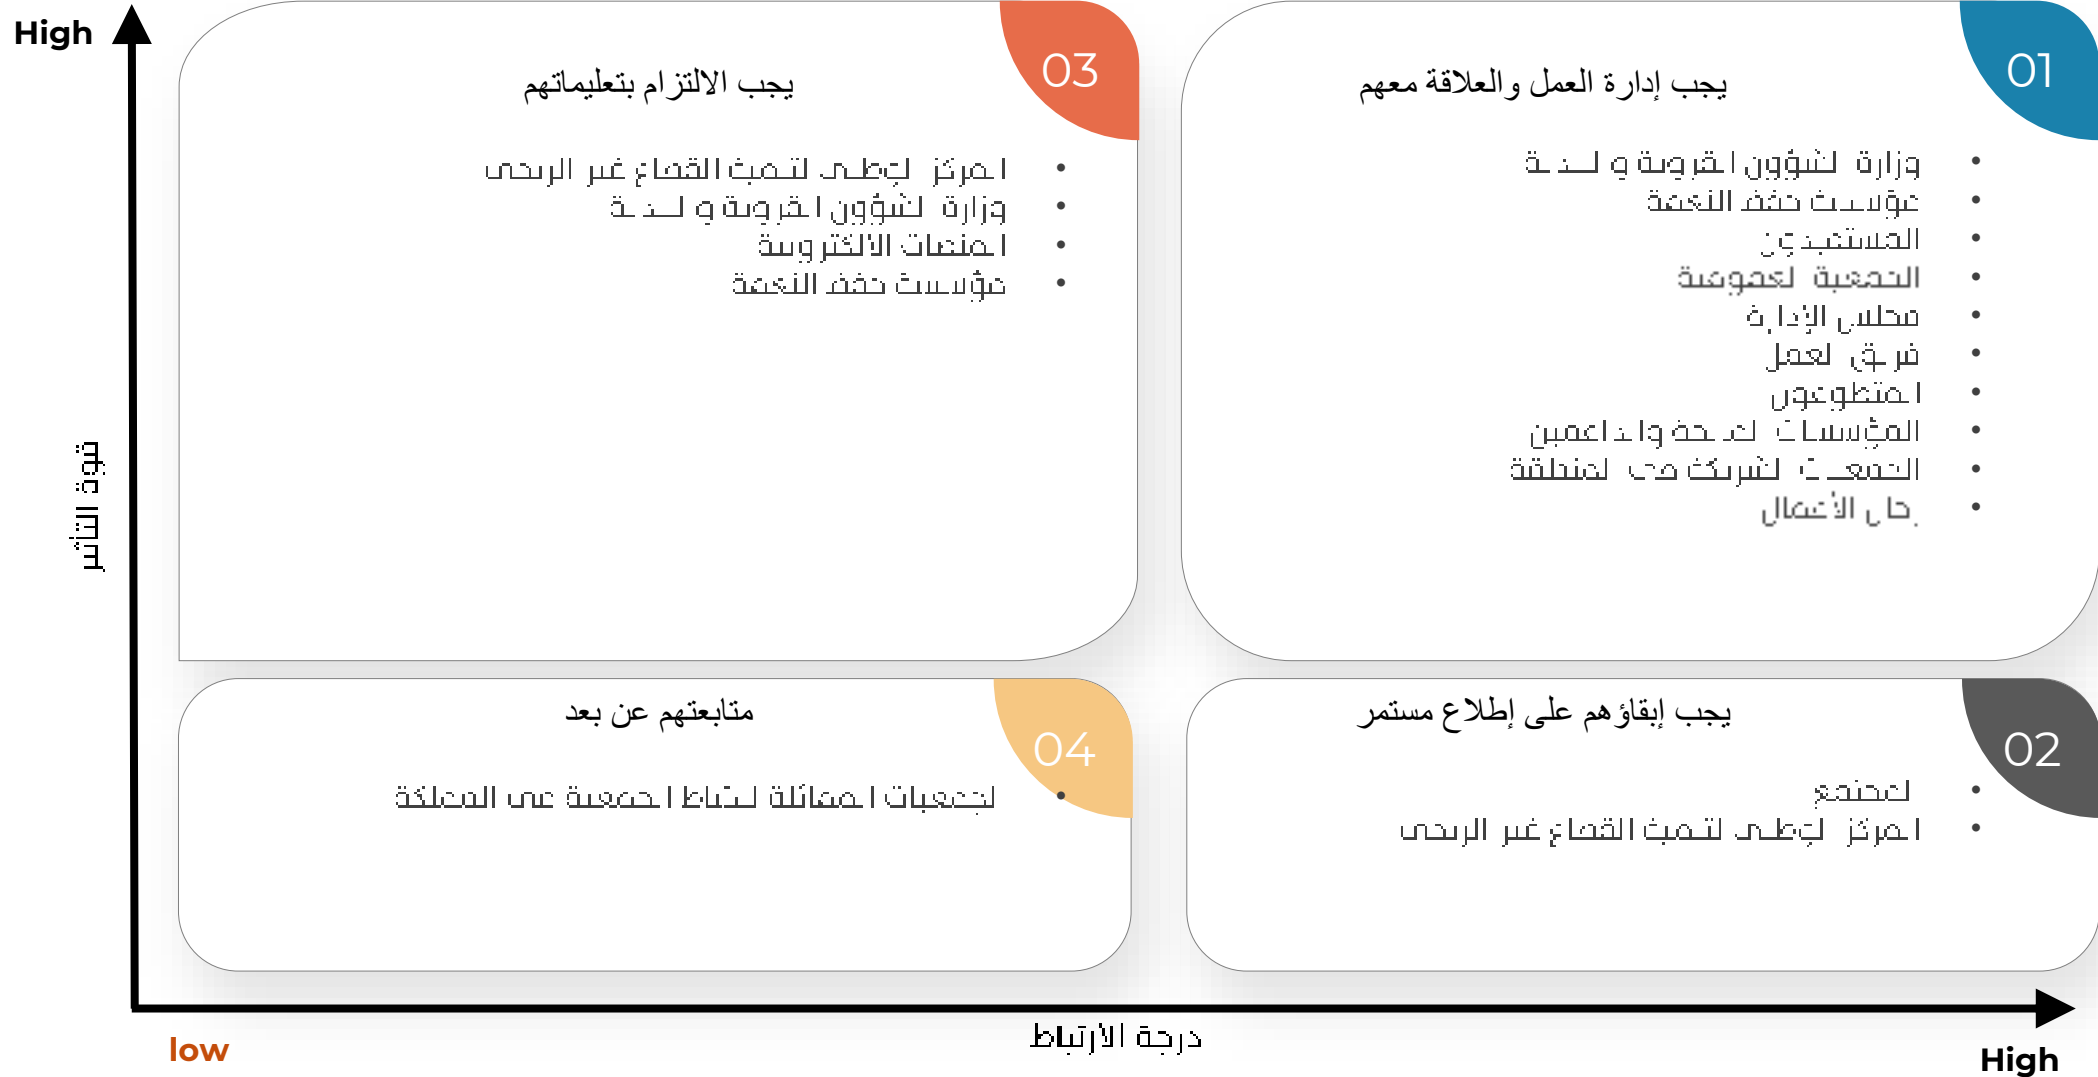 High
01
يجب إدارة العمل والعلاقة معهم
• وزارة الشؤون القروية والبلدية
• مؤسسة حفظ النعمة
• المستفيدون
• الجمعية العمومية
• مجلس الإدارة
• فريق العمل
• المتطوعون
• المؤسسات المانحة والداعمين
• الجمعيات الشريكة في المنطقة
• رجال الأعمال
03
يجب الالتزام بتعليماتهم
• المركز الوطني لتنمية القطاع غير الربحي
• وزارة الشؤون القروية والبلدية
• المنصات الالكترونية
• مؤسسة حفظ النعمة
قوة التأثير
02
يجب إبقاؤهم على إطلاع مستمر
• المجتمع
• المركز الوطني لتنمية القطاع غير الربحي
04
متابعتهم عن بعد
• الجمعيات المماثلة لنشاط الجمعية في المملكة
low
درجة الارتباط
High